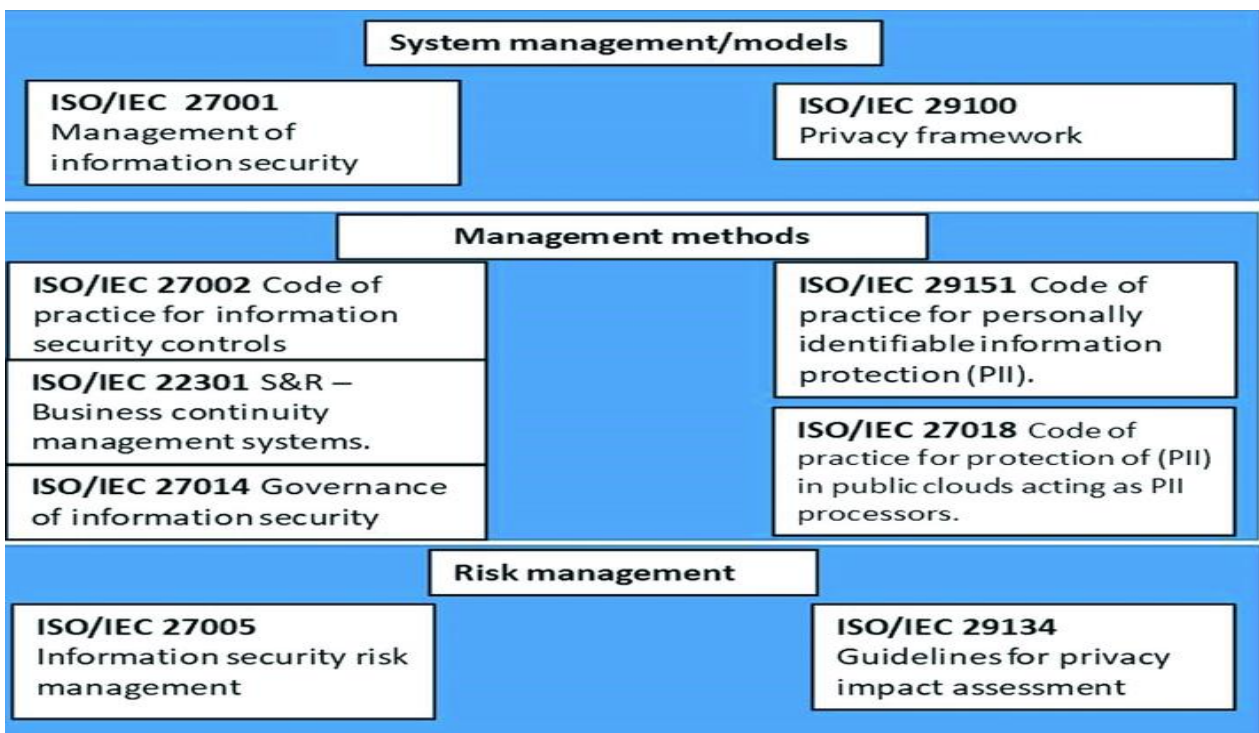 System management/models
ISO/IEC 27001
Management of
information security
ISO/IEC 29100
Privacy framework
Management methods
ISO/IEC 27002 Code of
practice for information
security controls
ISO/IEC 22301 S&R –
Business continuity
management systems.
ISO/IEC 27014 Governance
of information security
ISO/IEC 29151 Code of
practice for personally
identifiable information
protection (PII).
ISO/IEC 27018 Code of
practice for protection of (PII)
in public clouds acting as PII
processors.
Risk management
ISO/IEC 27005
Information security risk
management
ISO/IEC 29134
Guidelines for privacy
impact assessment